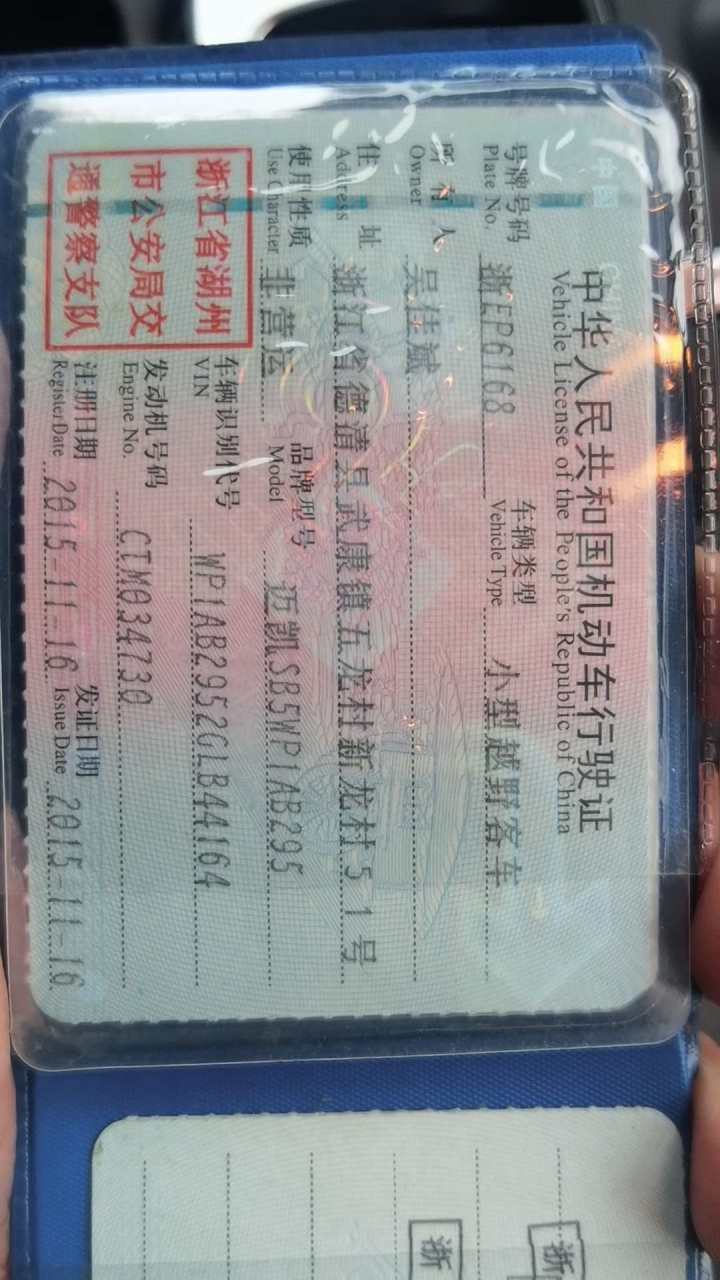 中华人民共和国机动车行驶证
Vehicle License of the People's Republic of China
号牌号码 浙EP6168 车辆类型 小型越野客车
Plate No. Vehicle Type
所有人 吴佳斌
Owner
住址 浙江省德清县武康镇五龙村新龙村51号
Address
使用性质 非营运 品牌型号 迈凯SB5WP1AB295
Use Character Model
浙江省湖州
市公安局交
通警察支队
车辆识别代号 WP1AB2952GLB44164
VIN
发动机号码 CTM034730
Engine No.
注册日期 2015-11-16 发证日期 2015-11-16
Register Date Issue Date
浙
浙